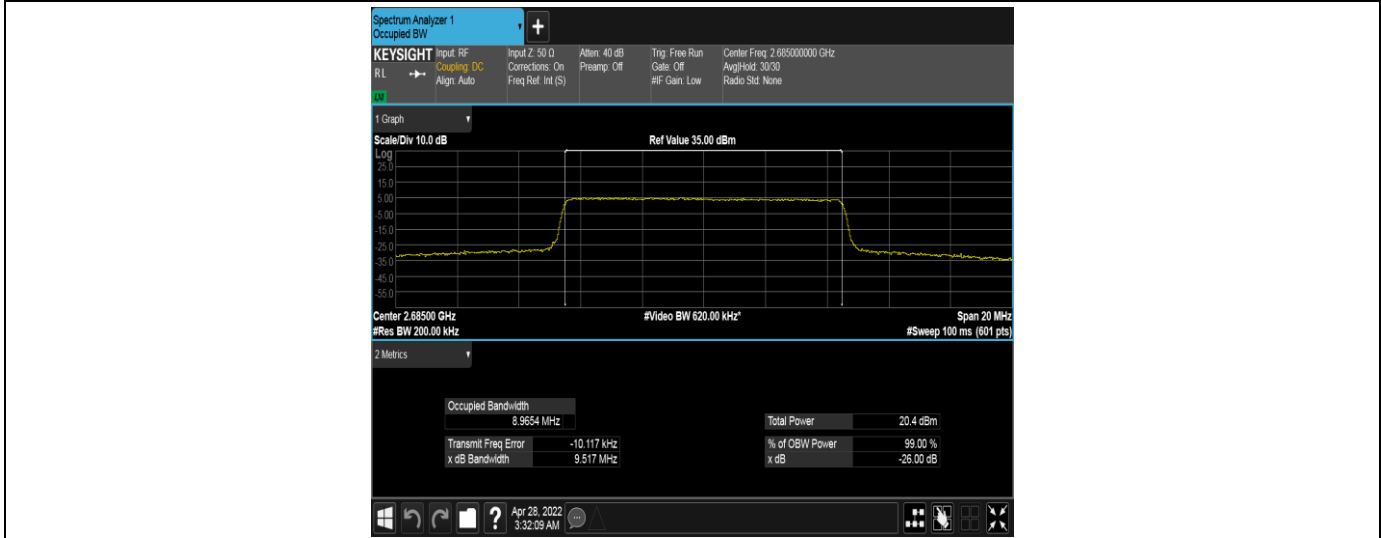 Spectrum Analyzer 1
Occupied BW
+
KEYSIGHT
RL
Input: RF
Coupling: DC
Align: Auto
Input Z: 50 Ω
Corrections: On
Freq Ref: Int (S)
Atten: 40 dB
Preamp: Off
Trig: Free Run
Gate: Off
#IF Gain: Low
Center Freq: 2.685000000 GHz
Avg|Hold: 30/30
Radio Std: None
1 Graph
Scale/Div 10.0 dB
Ref Value 35.00 dBm
Log
25.0
15.0
5.00
-5.00
-15.0
-25.0
-35.0
-45.0
-55.0
Center 2.68500 GHz
#Video BW 620.00 kHz*
Span 20 MHz
#Res BW 200.00 kHz
#Sweep 100 ms (601 pts)
2 Metrics
Occupied Bandwidth
8.9654 MHz
Total Power 20.4 dBm
Transmit Freq Error -10.117 kHz
% of OBW Power 99.00 %
x dB Bandwidth 9.517 MHz
x dB -26.00 dB
?
Apr 28, 2022
3:32:09 AM